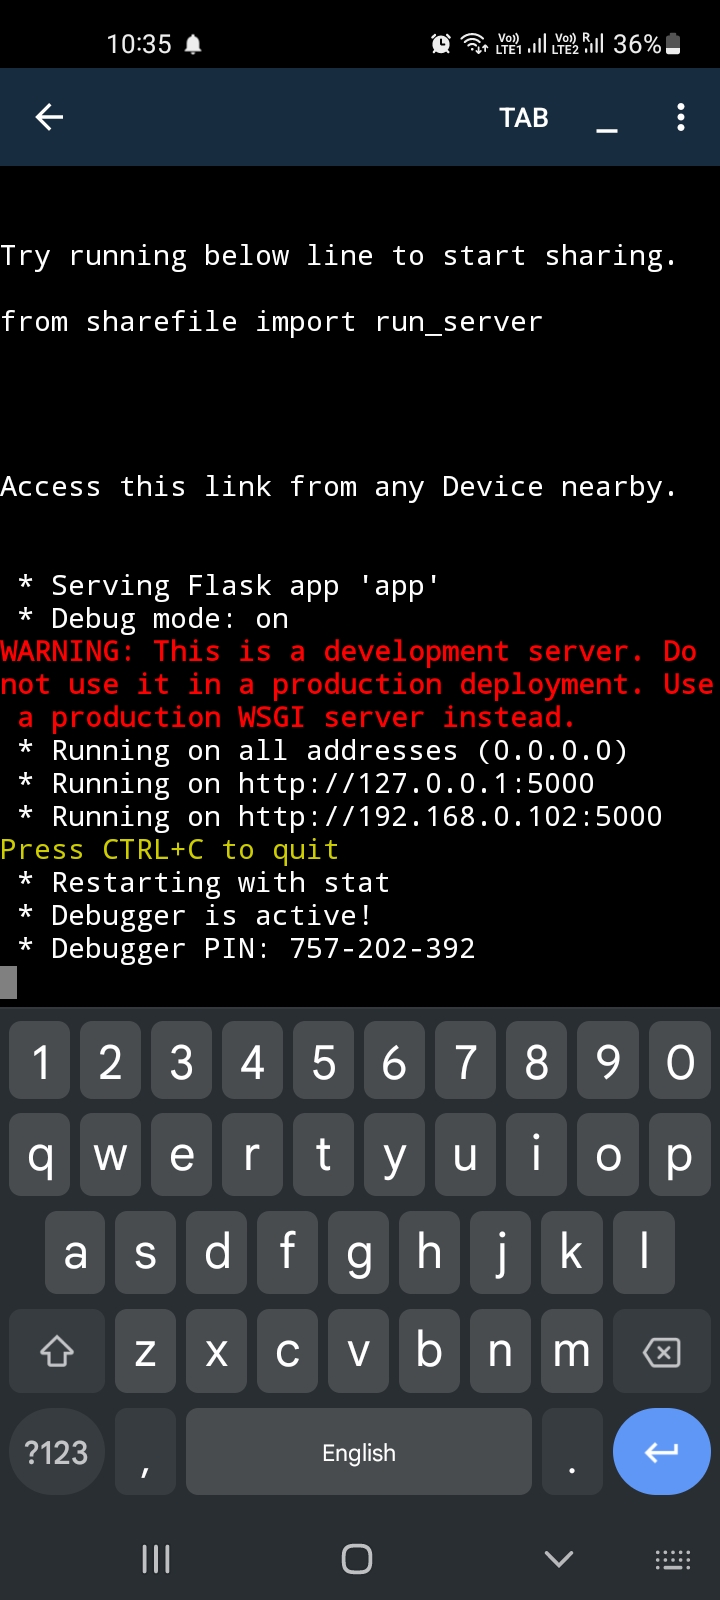 10:35 Vo)) LTE1 Vo)) LTE2 R 36%
TAB _
Try running below line to start sharing.
from sharefile import run_server
Access this link from any Device nearby.
* Serving Flask app 'app'
* Debug mode: on
WARNING: This is a development server. Do
not use it in a production deployment. Use
a production WSGI server instead.
* Running on all addresses (0.0.0.0)
* Running on http://127.0.0.1:5000
* Running on http://192.168.0.102:5000
Press CTRL+C to quit
* Restarting with stat
* Debugger is active!
* Debugger PIN: 757-202-392
1 2 3 4 5 6 7 8 9 0
q w e r t y u i o p
a s d f g h j k l
z x c v b n m
?123 , English .